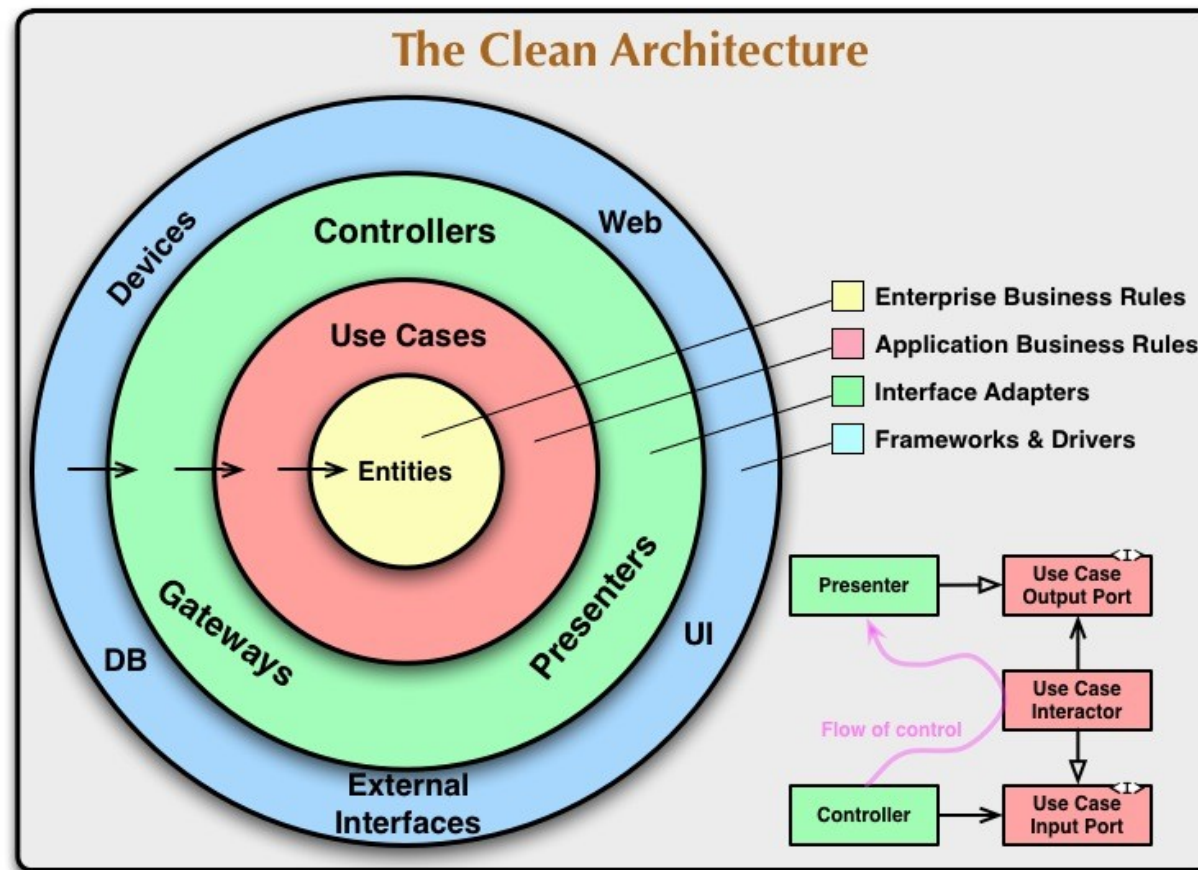 The Clean Architecture
Devices
Web
Controllers
Use Cases
Entities
Gateways
Presenters
DB
UI
External
Interfaces
Enterprise Business Rules
Application Business Rules
Interface Adapters
Frameworks & Drivers
Presenter
<I>
Use Case
Output Port
Use Case
Interactor
Flow of control
Controller
<I>
Use Case
Input Port